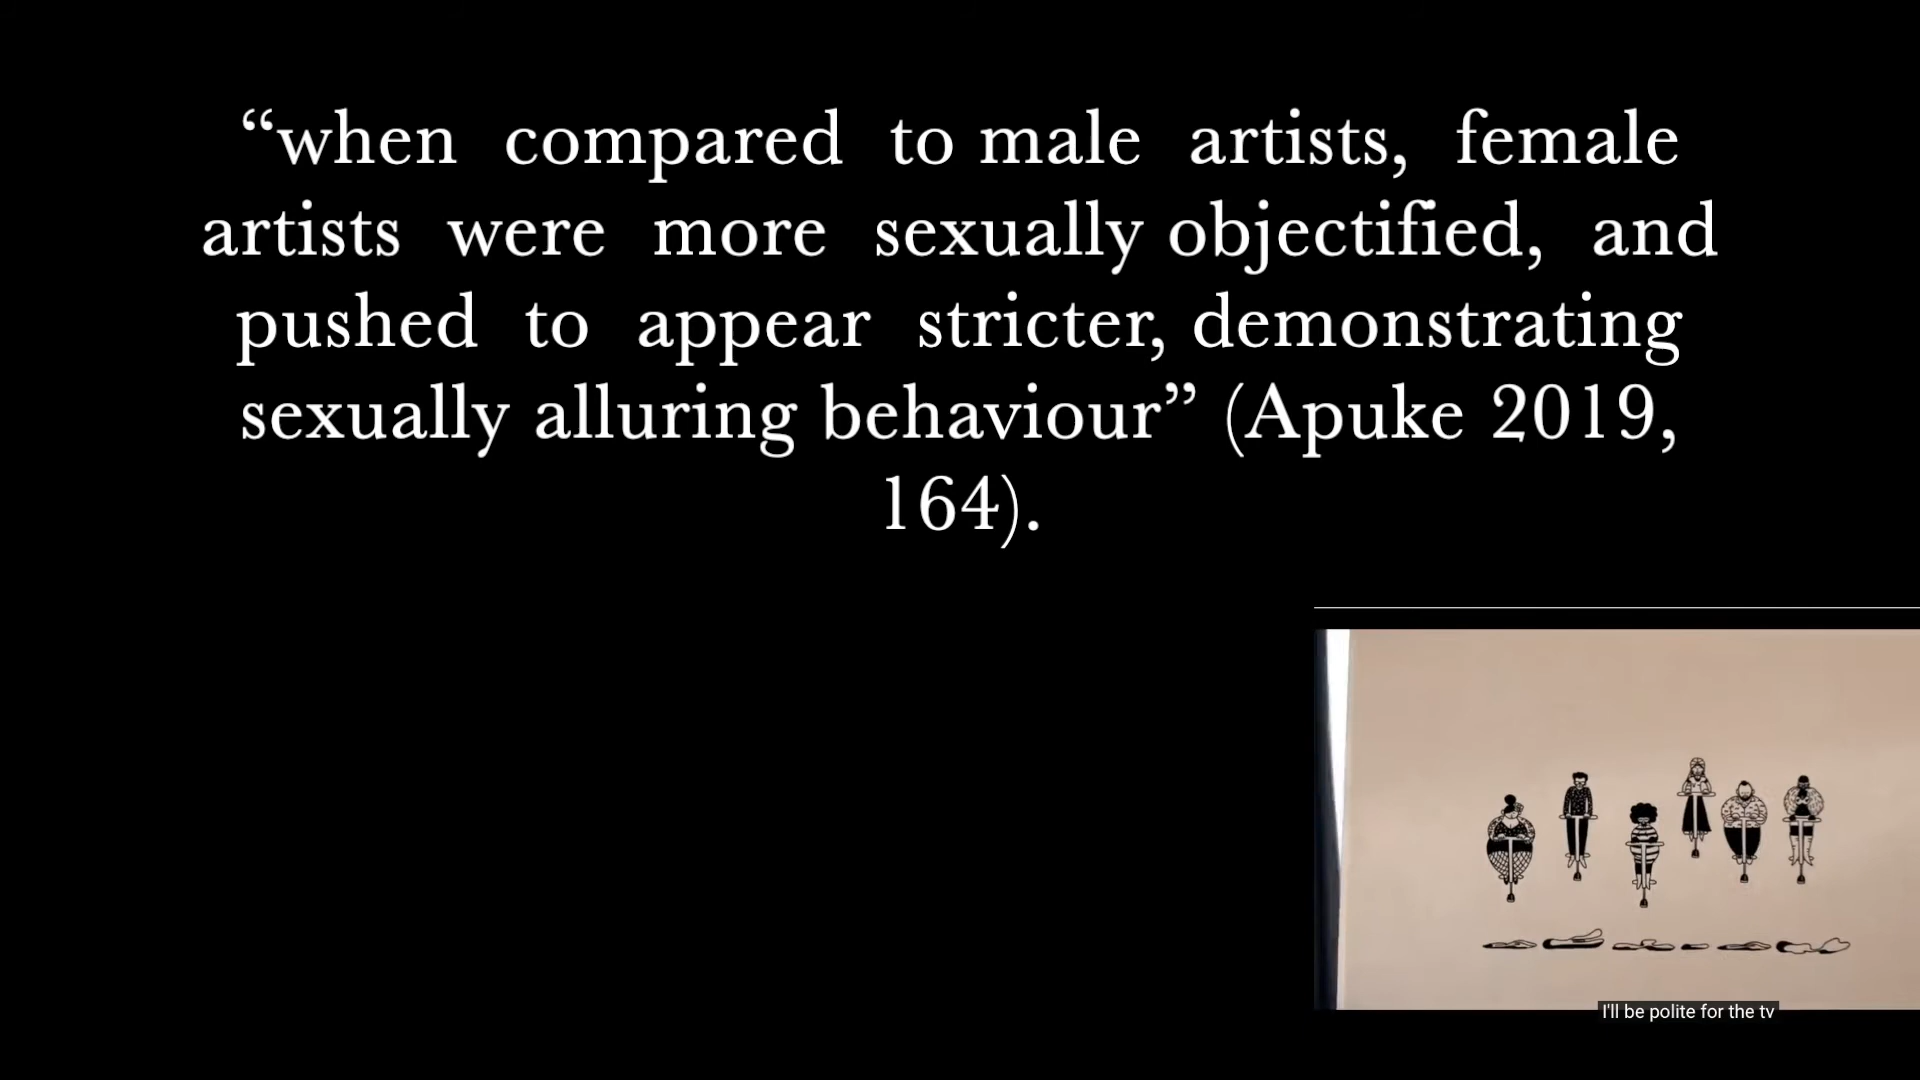 “when compared to male artists, female
artists were more sexually objectified, and
pushed to appear stricter, demonstrating
sexually alluring behaviour” (Apuke 2019,
164).
I'll be polite for the tv